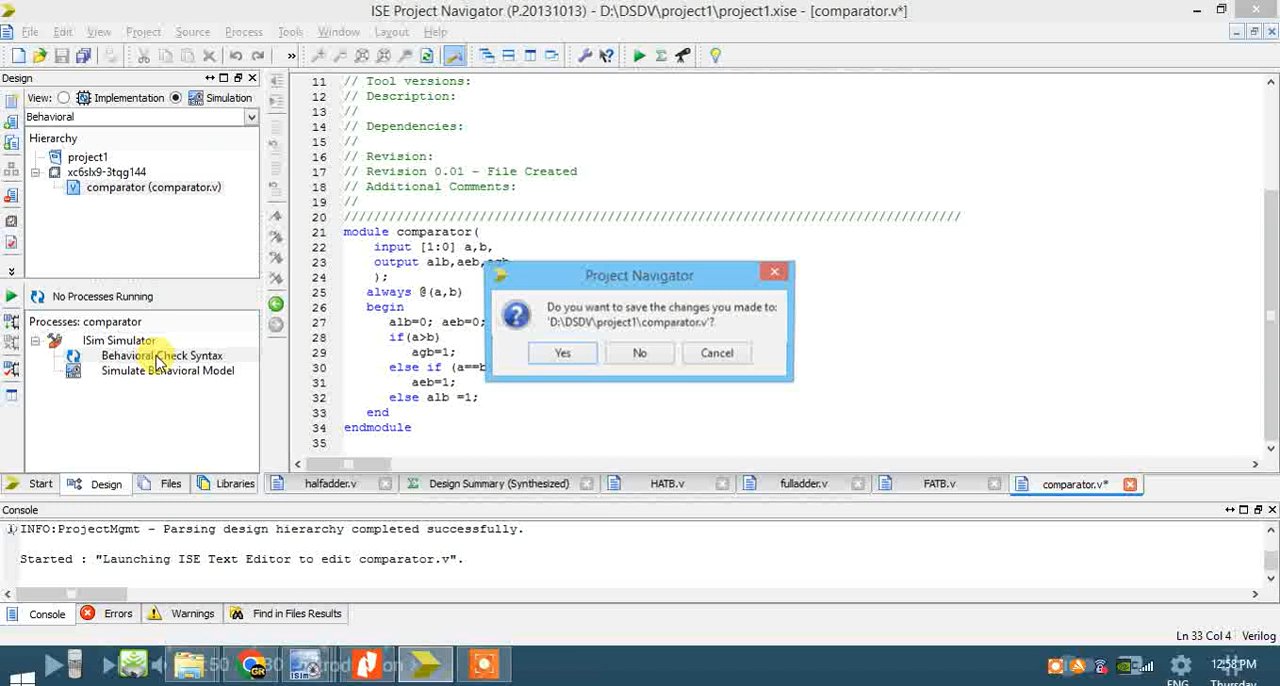 ISE Project Navigator (P.20131013) - D:\DSDV\project1\project1.xise - [comparator.v*]
File Edit View Project Source Process Tools Window Layout Help
Design
View: Implementation Simulation
Behavioral
Hierarchy
project1
xc6slx9-3tqg144
comparator (comparator.v)
No Processes Running
Processes: comparator
ISim Simulator
Behavioral Check Syntax
Simulate Behavioral Model
11 // Tool versions:
12 // Description:
13 //
14 // Dependencies:
15 //
16 // Revision:
17 // Revision 0.01 - File Created
18 // Additional Comments:
19 //
20 //////////////////////////////////////////////////////////////////////////////////
21 module comparator(
22 input [1:0] a,b,
23 output alb,aeb,agb
24 );
25 always @(a,b)
26 begin
27 alb=0; aeb=0;
28 if(a>b)
29 agb=1;
30 else if (a==b
31 aeb=1;
32 else alb =1;
33 end
34 endmodule
35
Project Navigator
Do you want to save the changes you made to:
'D:\DSDV\project1\comparator.v'?
Yes No Cancel
Start Design Files Libraries
halfadder.v Design Summary (Synthesized) HATB.v fulladder.v FATB.v comparator.v*
Console
INFO:ProjectMgmt - Parsing design hierarchy completed successfully.
Started : "Launching ISE Text Editor to edit comparator.v".
Console Errors Warnings Find in Files Results
Ln 33 Col 4 Verilog
12:58 PM
ENG Thursday